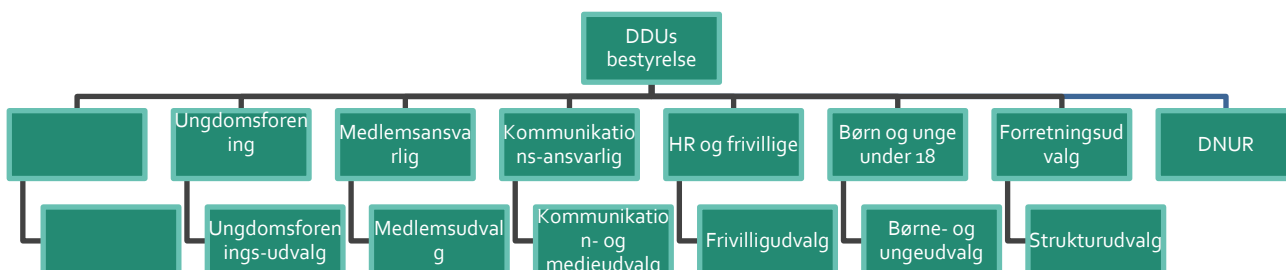 DDUs
bestyrelse
Ungdomsforen
ing
Medlemsansva
rlig
Kommunikatio
ns-ansvarlig
HR og frivillige
Børn og unge
under 18
Forretningsud
valg
DNUR
Ungdomsforen
ings-udvalg
Medlemsudval
g
Kommunikatio
n- og
medieudvalg
Frivilligudvalg
Børne- og
ungeudvalg
Strukturudvalg